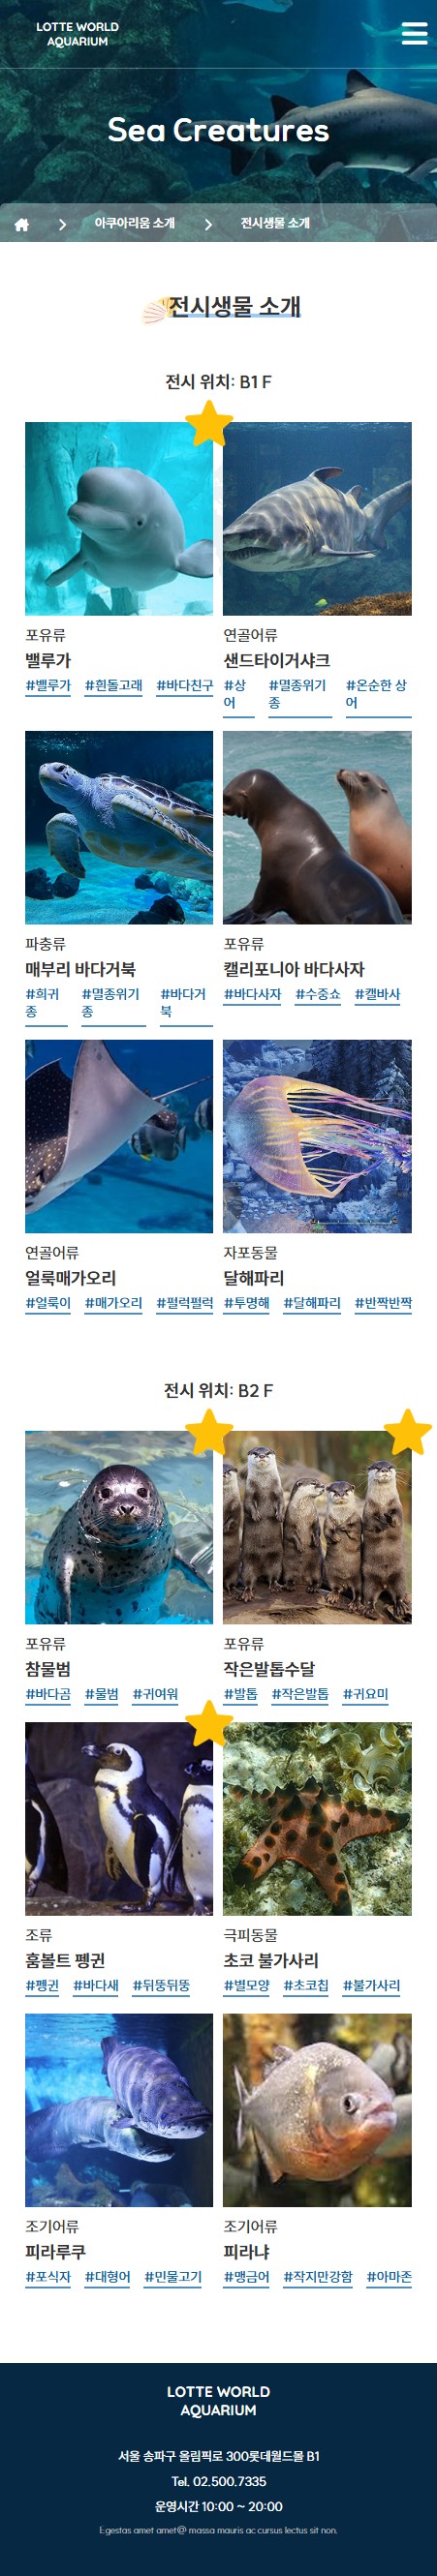 LOTTE WORLD
AQUARIUM
Sea Creatures
아쿠아리움 소개
전시생물 소개
전시생물 소개
전시 위치: B1 F
포유류
밸루가
#밸루가 #흰돌고래 #바다친구
연골어류
샌드타이거샤크
#상어 #멸종위기종 #온순한 상어
파충류
매부리 바다거북
#희귀종 #멸종위기종 #바다거북
포유류
캘리포니아 바다사자
#바다사자 #수중쇼 #캘바사
연골어류
얼룩매가오리
#얼룩이 #매가오리 #펄럭펄럭
자포동물
달해파리
#투명해 #달해파리 #반짝반짝
전시 위치: B2 F
포유류
참물범
#바다곰 #물범 #귀여워
포유류
작은발톱수달
#발톱 #작은발톱 #귀요미
조류
훔볼트 펭귄
#펭귄 #바다새 #뒤뚱뒤뚱
극피동물
초코 불가사리
#별모양 #초코칩 #불가사리
조기어류
피라루쿠
#포식자 #대형어 #민물고기
조기어류
피라냐
#맹금어 #작지만강함 #아마존
LOTTE WORLD
AQUARIUM
서울 송파구 올림픽로 300롯데월드몰 B1
Tel. 02.500.7335
운영시간 10:00 ~ 20:00
Egestas amet amet@ massa mauris ac cursus lectus sit non.